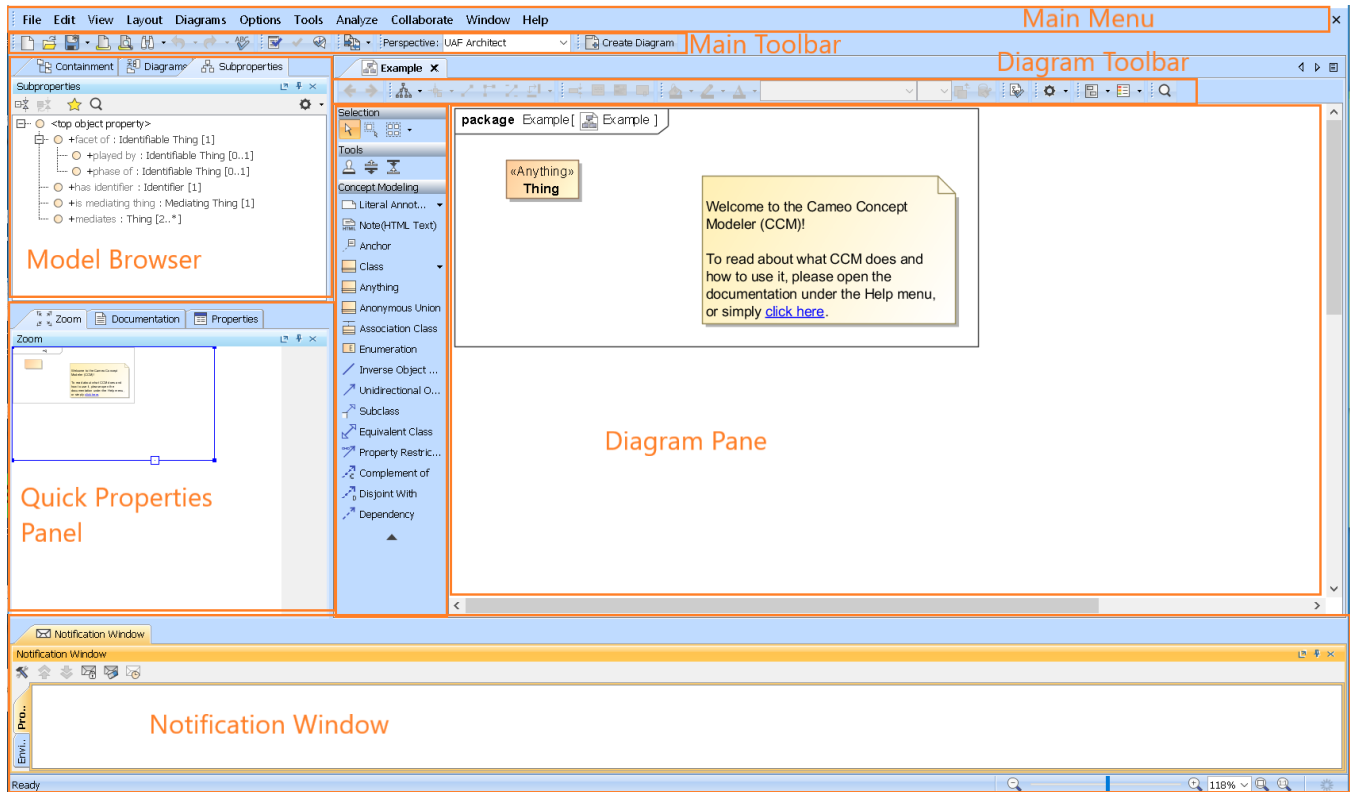 File Edit View Layout Diagrams Options Tools Analyze Collaborate Window Help
Main Menu
Perspective: UAF Architect
Create Diagram
Main Toolbar
Containment Diagrams Subproperties
Subproperties
<top object property>
+facet of : Identifiable Thing [1]
+played by : Identifiable Thing [0..1]
+phase of : Identifiable Thing [0..1]
+has identifier : Identifier [1]
+is mediating thing : Mediating Thing [1]
+mediates : Thing [2..*]
Model Browser
Zoom Documentation Properties
Zoom
Quick Properties
Panel
Example
Diagram Toolbar
Selection
Tools
Concept Modeling
Literal Annot...
Note(HTML Text)
Anchor
Class
Anything
Anonymous Union
Association Class
Enumeration
Inverse Object ...
Unidirectional O...
Subclass
Equivalent Class
Property Restric...
Complement of
Disjoint With
Dependency
package Example [ Example ]
«Anything»
Thing
Welcome to the Cameo Concept
Modeler (CCM)!
To read about what CCM does and
how to use it, please open the
documentation under the Help menu,
or simply click here.
Diagram Pane
Notification Window
Notification Window
Pro..
Envi..
Notification Window
Ready
118%